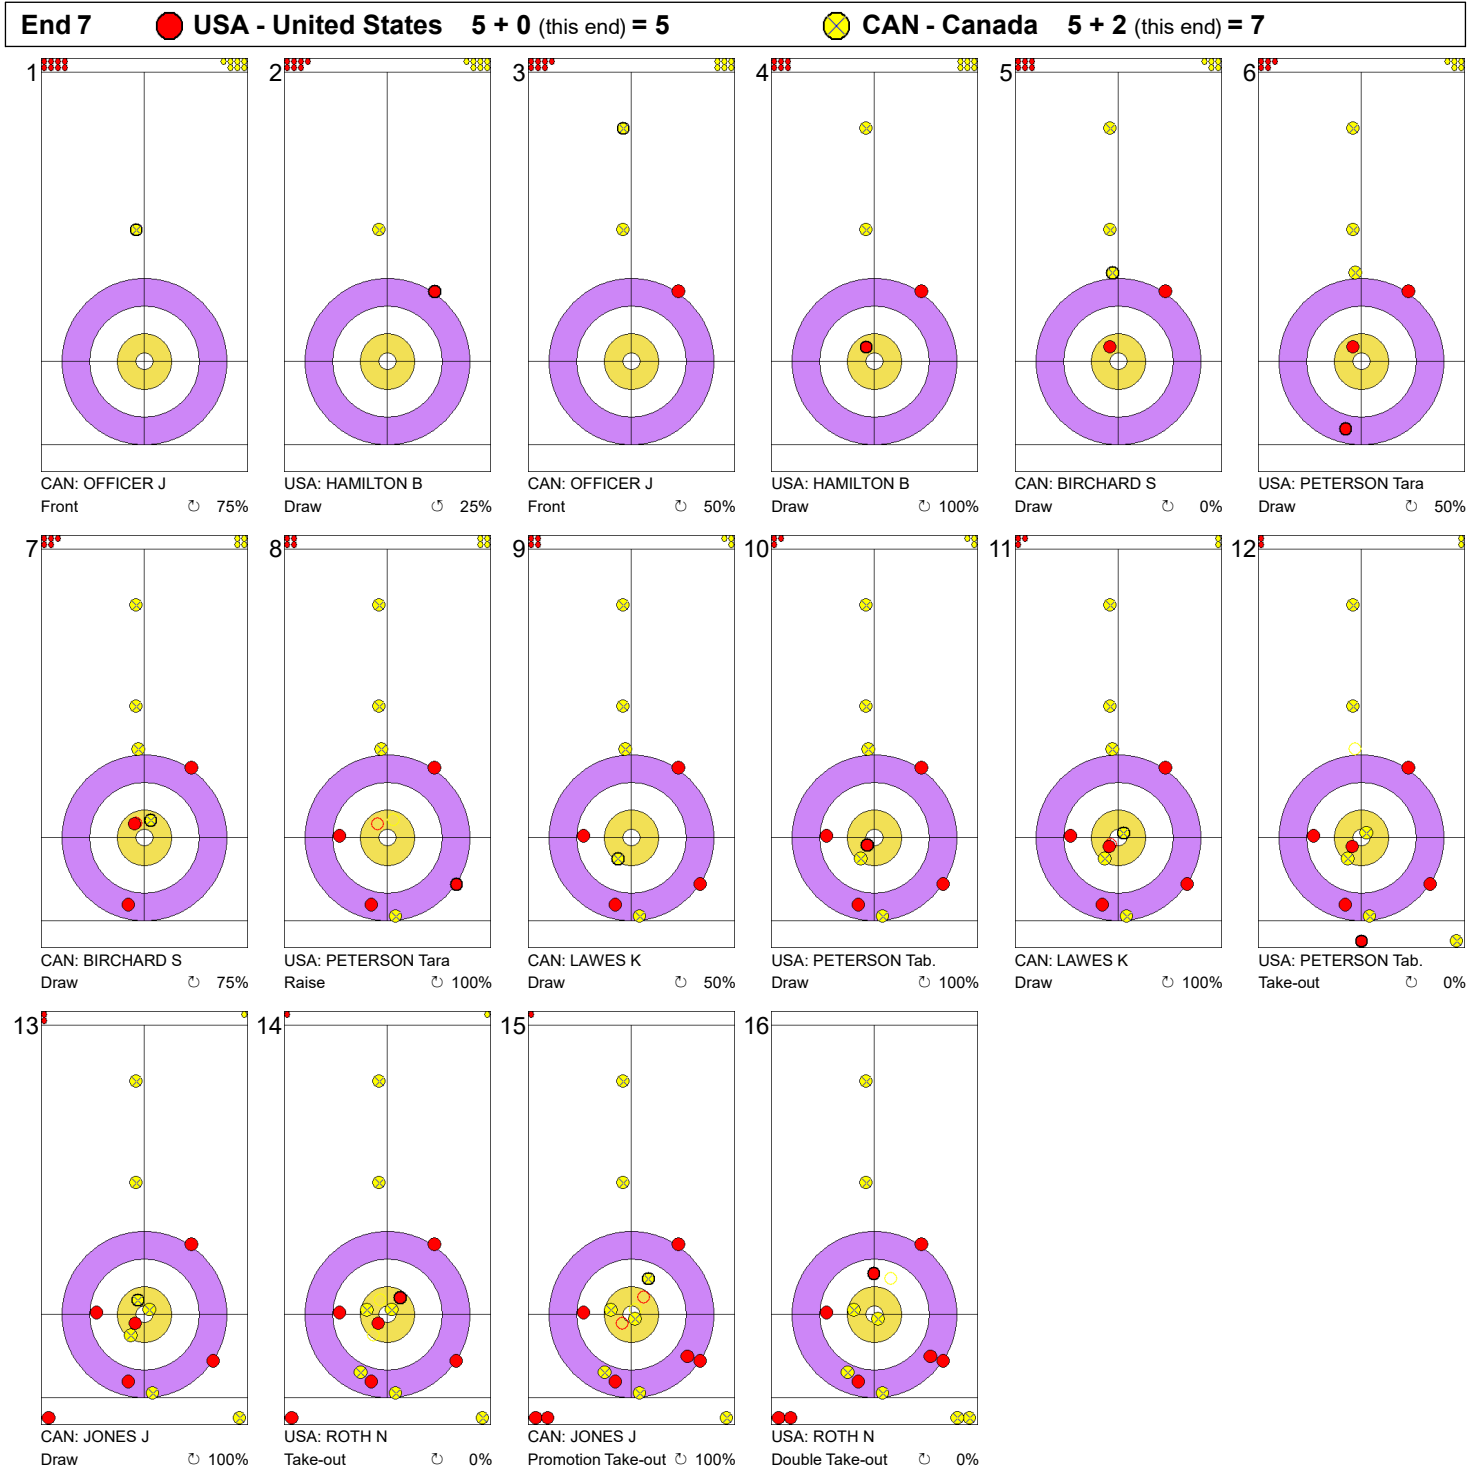 End 7 USA - United States 5 + 0 (this end) = 5 CAN - Canada 5 + 2 (this end) = 7
1 2 3 4 5 6
CAN: OFFICER J USA: HAMILTON B CAN: OFFICER J USA: HAMILTON B CAN: BIRCHARD S USA: PETERSON Tara
Front ↻ 75% Draw ↺ 25% Front ↻ 50% Draw ↻ 100% Draw ↻ 0% Draw ↻ 50%
7 8 9 10 11 12
CAN: BIRCHARD S USA: PETERSON Tara CAN: LAWES K USA: PETERSON Tab. CAN: LAWES K USA: PETERSON Tab.
Draw ↻ 75% Raise ↻ 100% Draw ↻ 50% Draw ↻ 100% Draw ↻ 100% Take-out ↻ 0%
13 14 15 16
CAN: JONES J USA: ROTH N CAN: JONES J USA: ROTH N
Draw ↻ 100% Take-out ↻ 0% Promotion Take-out ↻ 100% Double Take-out ↻ 0%